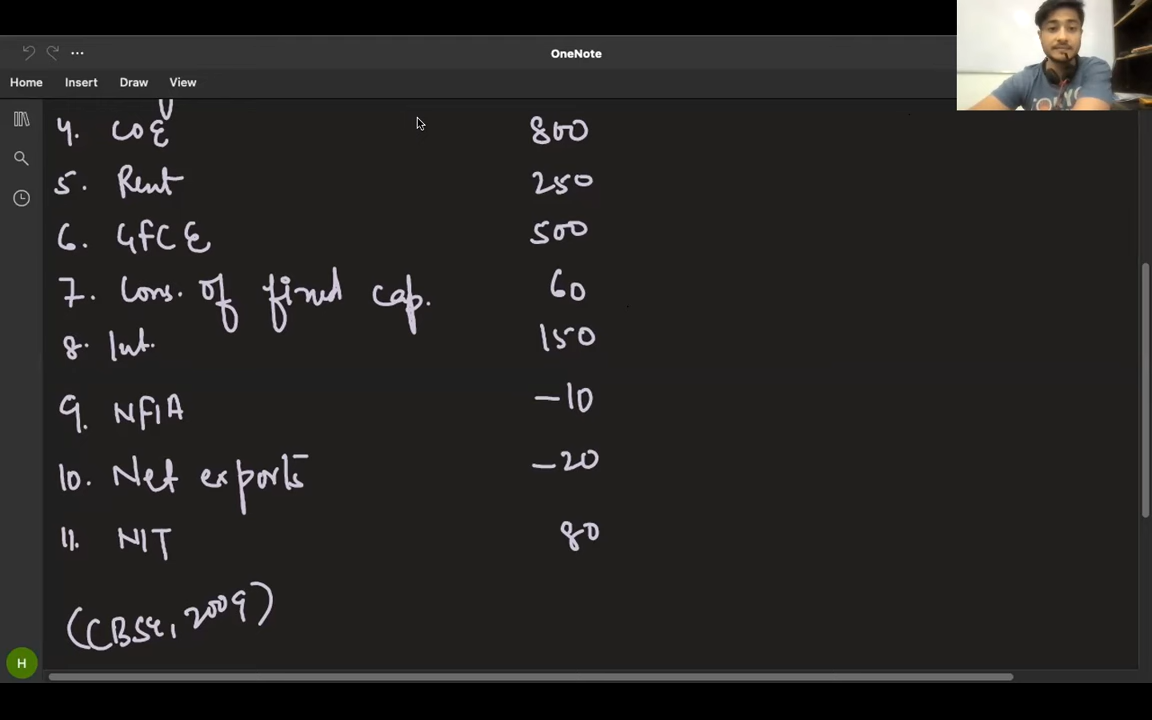 OneNote
Home Insert Draw View
4. COE 800
5. Rent 250
6. GFCE 500
7. Cons. of fixed cap. 60
8. Int. 150
9. NFIA -10
10. Net exports -20
11. NIT 80
(CBSE, 2009)
H